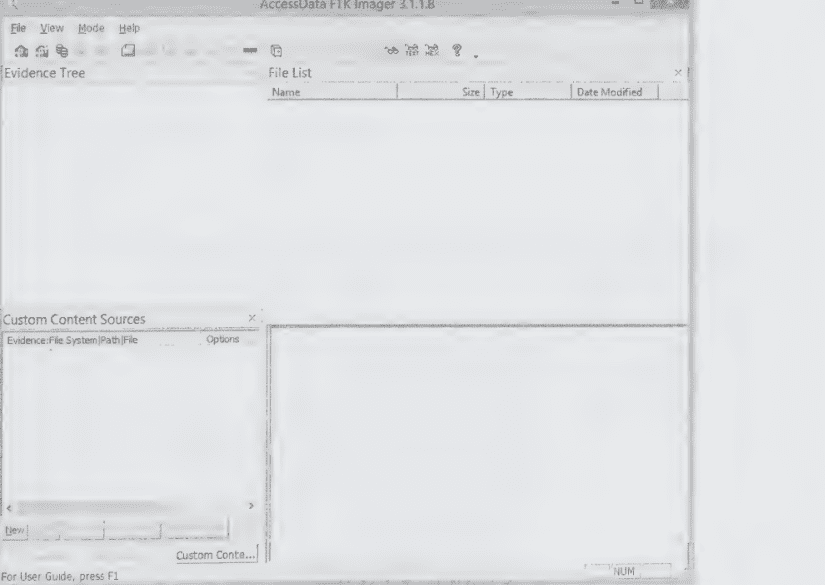 AccessData FTK Imager 3.1.1.8
File View Mode Help
Evidence Tree
File List
Name Size Type Date Modified
Custom Content Sources
Evidence:File System|Path|File Options
New
Custom Conte...
For User Guide, press F1
NUM